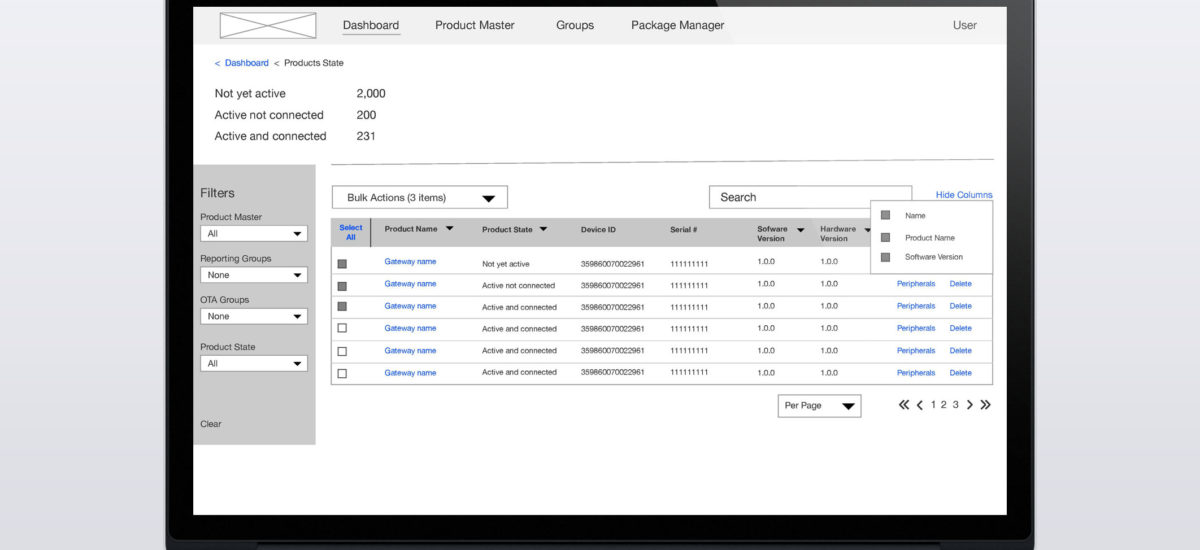 Dashboard Product Master Groups Package Manager User
< Dashboard < Products State
Not yet active 2,000
Active not connected 200
Active and connected 231
Filters
Product Master
All
Reporting Groups
None
OTA Groups
None
Product State
All
Clear
Bulk Actions (3 items) Search Hide Columns
Name
Product Name
Software Version
Select All Product Name Product State Device ID Serial # Sofware Version Hardware Version
Gateway name Not yet active 359860070022961 111111111 1.0.0 1.0.0
Gateway name Active not connected 359860070022961 111111111 1.0.0 1.0.0 Peripherals Delete
Gateway name Active and connected 359860070022961 111111111 1.0.0 1.0.0 Peripherals Delete
Gateway name Active and connected 359860070022961 111111111 1.0.0 1.0.0 Peripherals Delete
Gateway name Active and connected 359860070022961 111111111 1.0.0 1.0.0 Peripherals Delete
Gateway name Active and connected 359860070022961 111111111 1.0.0 1.0.0 Peripherals Delete
Per Page « < 1 2 3 > »